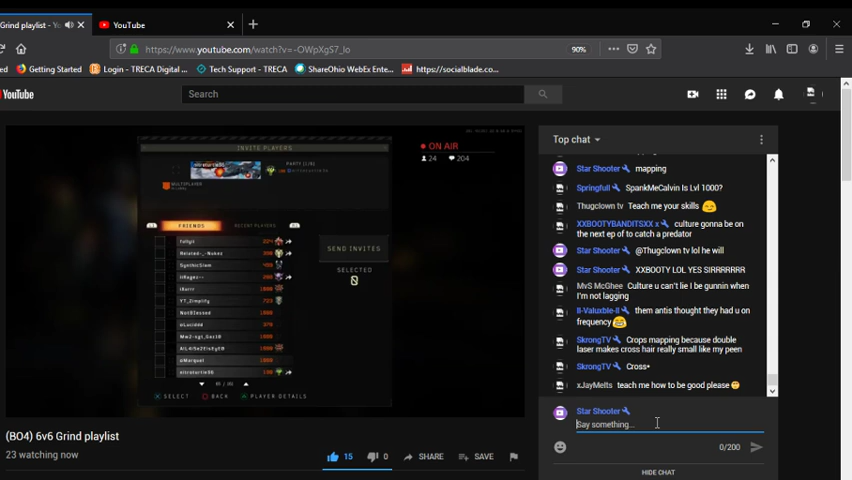 Grind playlist - Yo
YouTube
https://www.youtube.com/watch?v=-OWpXgS7_lo
90%
Getting Started
Login - TRECA Digital ...
Tech Support - TRECA
ShareOhio WebEx Ente...
https://socialblade.co...
YouTube
Search
INVITE PLAYERS
MULTIPLAYER
FRIENDS
RECENT PLAYERS
SEND INVITES
SELECTED
0
SELECT
BACK
PLAYER DETAILS
ON AIR
24
204
Top chat
Star Shooter mapping
Springfull SpankMeCalvin Is Lvl 1000?
Thugclown tv Teach me your skills
XXBOOTYBANDITSXX x culture gonna be on
the next ep of to catch a predator
Star Shooter @Thugclown tv lol he will
Star Shooter XXBOOTY LOL YES SIRRRRRRR
MvS McGhee Culture u can't lie I be gunnin when
I'm not lagging
II-Valuxble-II them antis thought they had u on
frequency
SkrongTV Crops mapping because double
laser makes cross hair really small like my peen
SkrongTV Cross•
xJayMelts teach me how to be good please
Star Shooter
Say something...
0/200
HIDE CHAT
(BO4) 6v6 Grind playlist
23 watching now
15
0
SHARE
SAVE